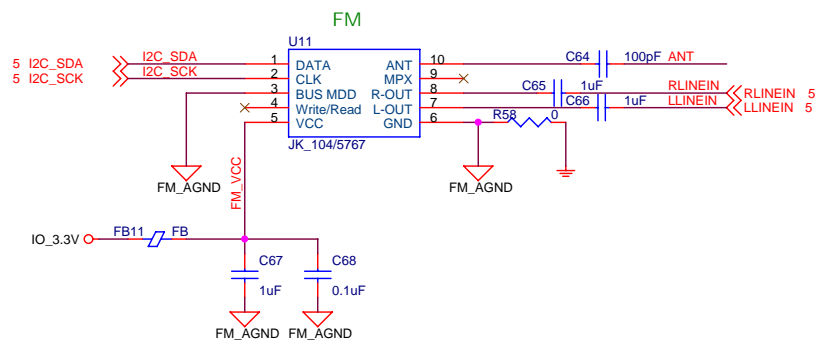 FM
U11
5 I2C_SDA
I2C_SDA
1 DATA
ANT 10
C64 100pF ANT
5 I2C_SCK
I2C_SCK
2 CLK
MPX 9
3 BUS MDD
R-OUT 8
C65 1uF RLINEIN
RLINEIN 5
4 Write/Read
L-OUT 7
C66 1uF LLINEIN
LLINEIN 5
5 VCC
GND 6
R58 0
JK_104/5767
FM_AGND
FM_VCC
FM_AGND
IO_3.3V
FB11 FB
C67
1uF
C68
0.1uF
FM_AGND
FM_AGND